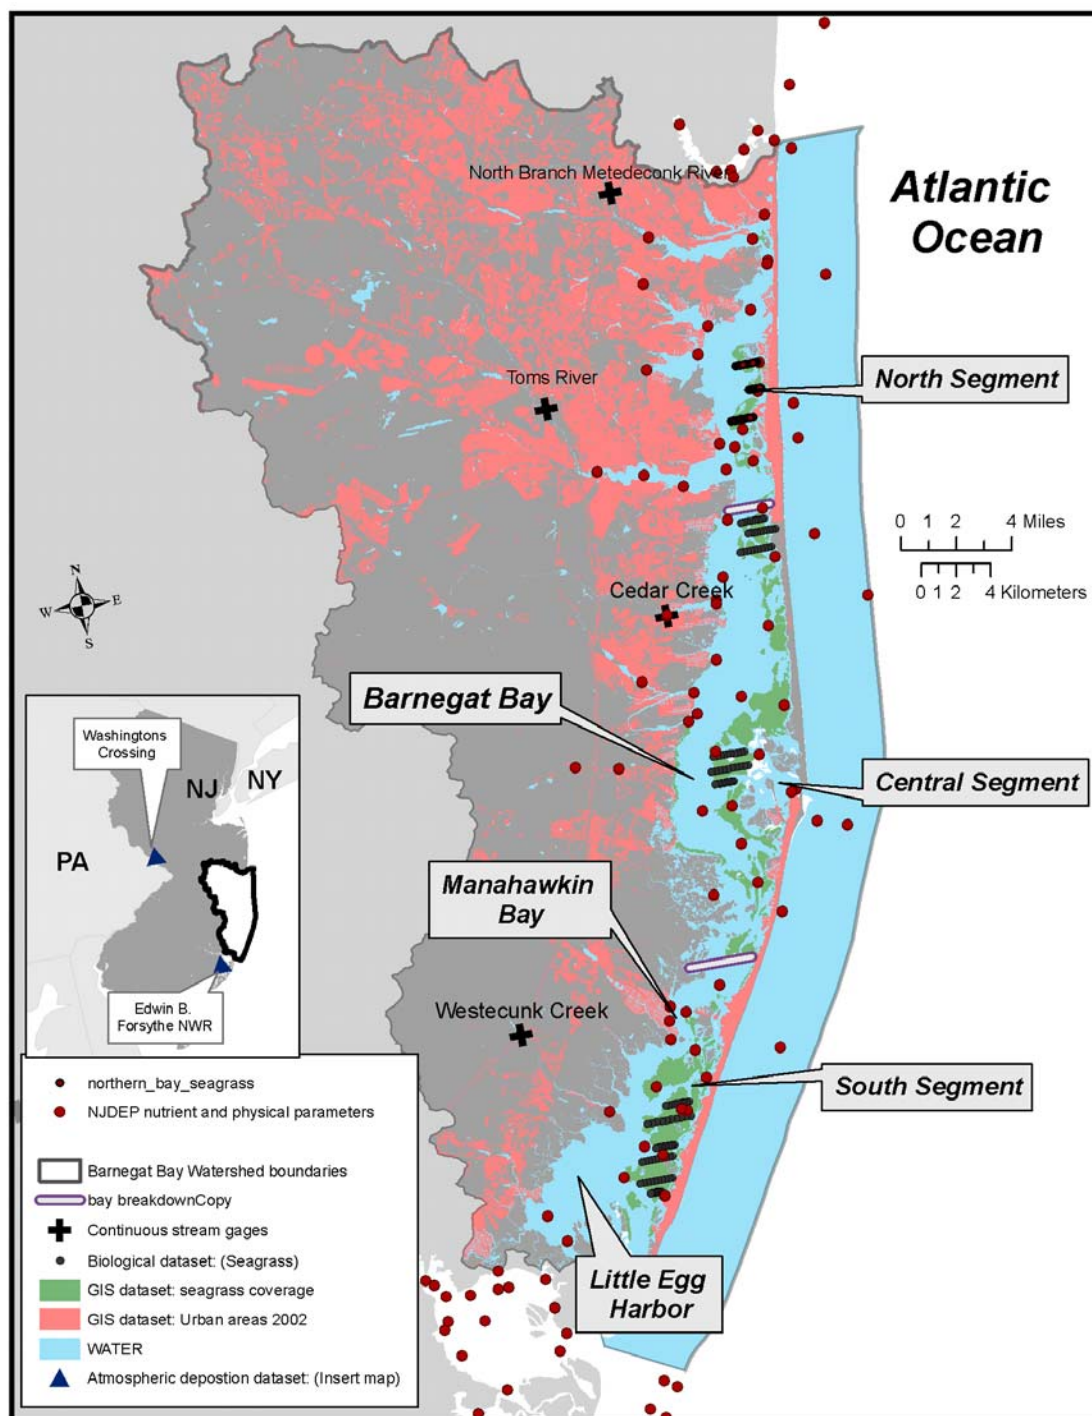 Atlantic
Ocean
North Branch Metedeconk River
North Segment
Toms River
0 1 2 4 Miles
0 1 2 4 Kilometers
N
W E
S
Cedar Creek
Barnegat Bay
Central Segment
Washingtons
Crossing
NJ
NY
PA
Manahawkin
Bay
Edwin B.
Forsythe NWR
Westecunk Creek
South Segment
Little Egg
Harbor
northern_bay_seagrass
NJDEP nutrient and physical parameters
Barnegat Bay Watershed boundaries
bay breakdownCopy
Continuous stream gages
Biological dataset: (Seagrass)
GIS dataset: seagrass coverage
GIS dataset: Urban areas 2002
WATER
Atmospheric depostion dataset: (Insert map)